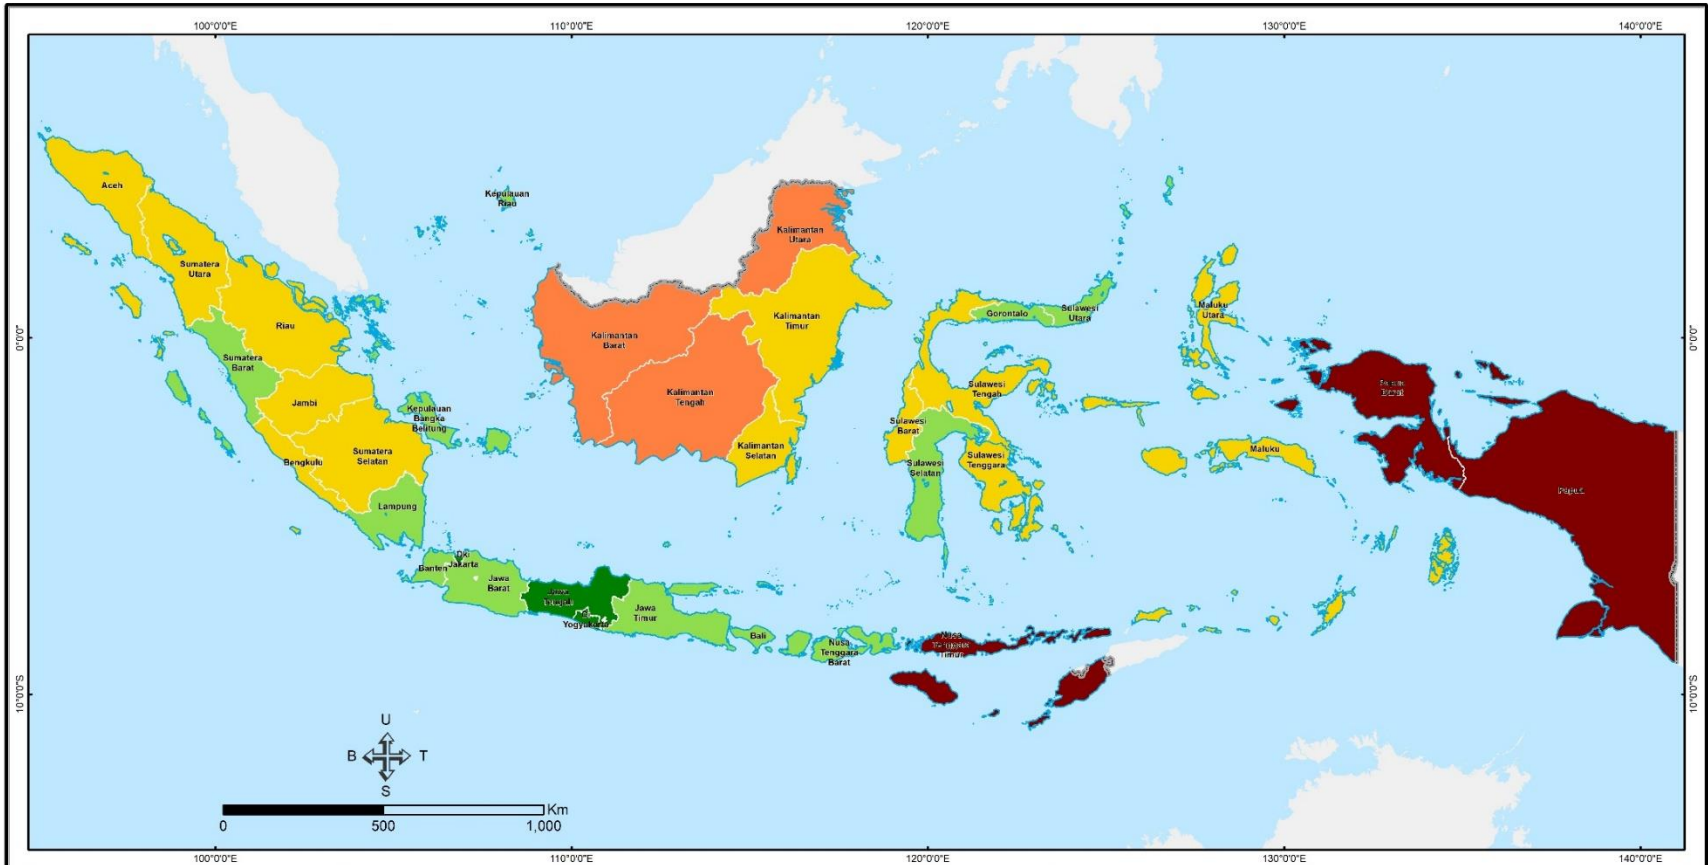 100°0'0"E
110°0'0"E
120°0'0"E
130°0'0"E
140°0'0"E
Aceh
Kepulauan
Riau
Kalimantan
Utara
Sumatera
Utara
Riau
Kalimantan
Timur
Gorontalo
Sulawesi
Utara
Maluku
Utara
0°0'0"
0°0'0"
Kalimantan
Barat
Sumatera
Barat
Kalimantan
Tengah
Sulawesi
Tengah
Papua
Barat
Jambi
Kepulauan
Bangka
Belitung
Sulawesi
Barat
Kalimantan
Selatan
Sumatera
Selatan
Bengkulu
Sulawesi
Selatan
Sulawesi
Tenggara
Maluku
Papua
Lampung
Dki
Jakarta
Banten
Jawa
Barat
Jawa
Tengah
DI
Yogyakarta
Jawa
Timur
Bali
Nusa
Tenggara
Barat
Nusa
Tenggara
Timur
10°0'0"S
10°0'0"S
U
B T
S
Km
0 500 1,000
100°0'0"E
110°0'0"E
120°0'0"E
130°0'0"E
140°0'0"E